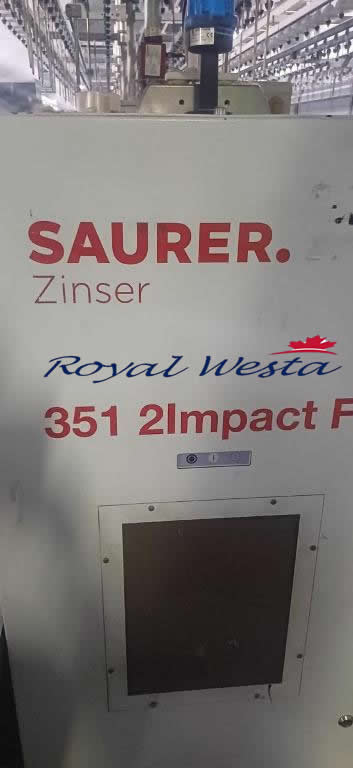 SAURER.
Zinser
Royal Westa
351 2Impact F